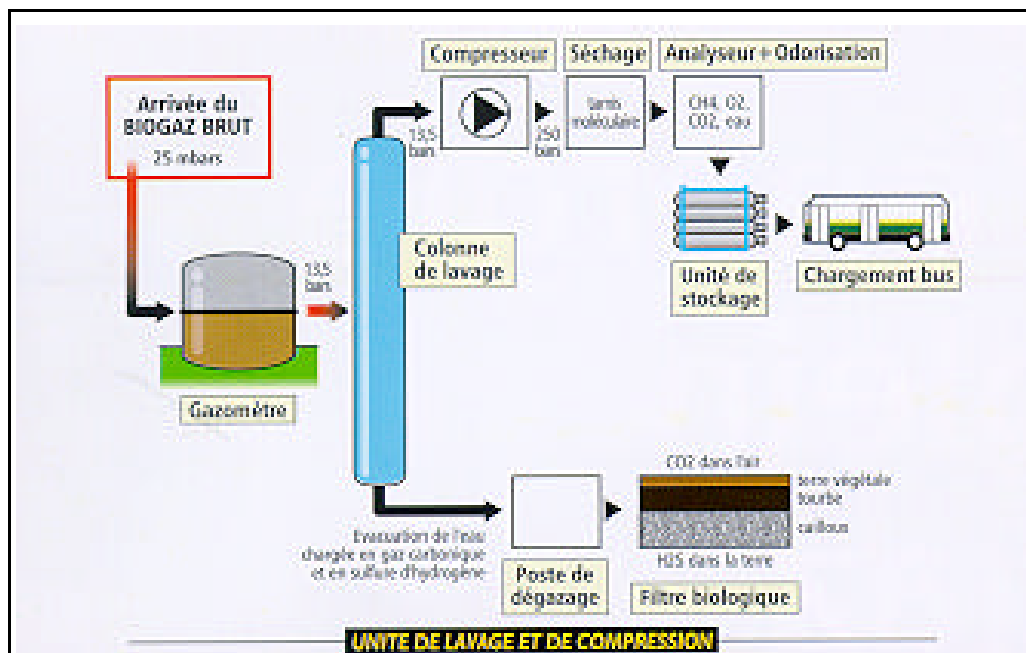 Compresseur
Séchage
Analyseur + Odorisation
Arrivée du
BIOGAZ BRUT
25 mbars
13,5
bars
250
bars
tamis
moléculaire
CH4, O2,
CO2, eau
13,5
bars
Colonne
de lavage
Unité de
stockage
Chargement bus
Gazomètre
CO2 dans l'air
terre végétale
tourbe
cailloux
H2S dans la terre
Evacuation de l'eau
chargée en gaz carbonique
et en sulfure d'hydrogène
Poste de
dégazage
Filtre biologique
UNITE DE LAVAGE ET DE COMPRESSION